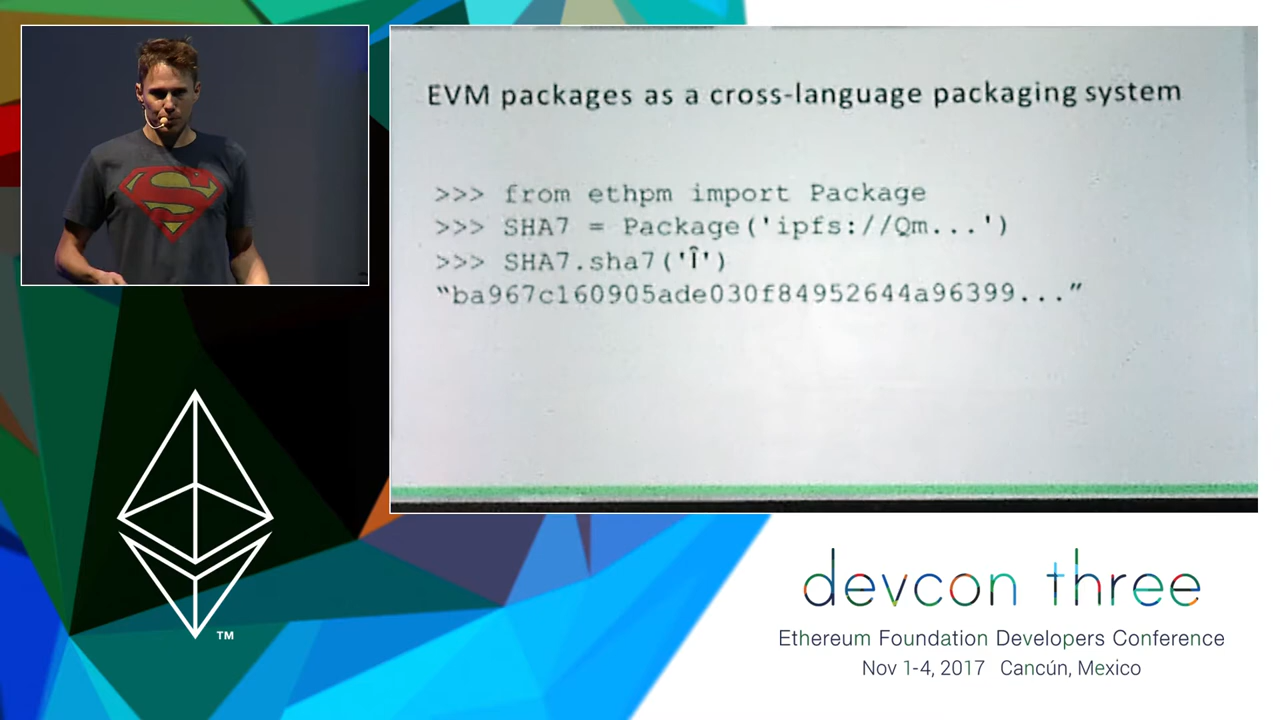 EVM packages as a cross-language packaging system
>>> from ethpm import Package
>>> SHA7 = Package('ipfs://Qm...')
>>> SHA7.sha7('Î')
“ba967c160905ade030f84952644a96399...”
TM
devcon three
Ethereum Foundation Developers Conference
Nov 1-4, 2017 Cancún, Mexico